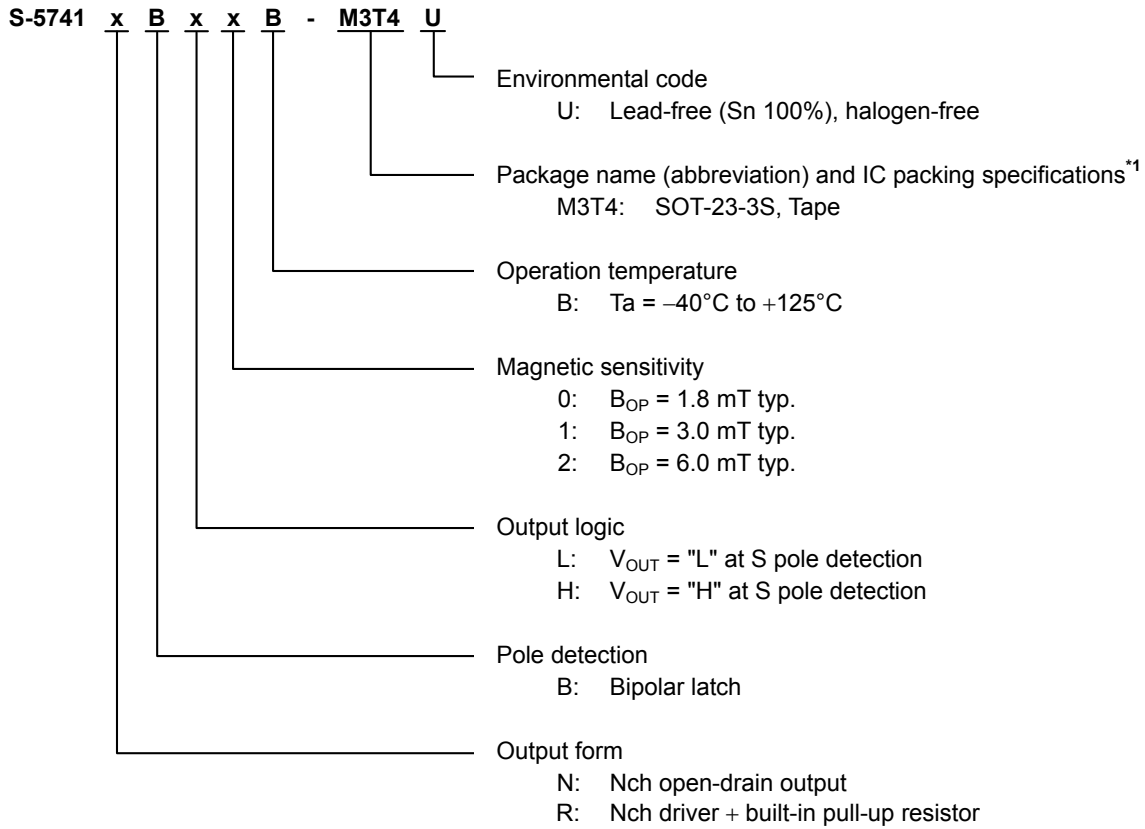 S-5741 x B x x B - M3T4 U
Environmental code
U: Lead-free (Sn 100%), halogen-free
Package name (abbreviation) and IC packing specifications*1
M3T4: SOT-23-3S, Tape
Operation temperature
B: Ta = −40°C to +125°C
Magnetic sensitivity
0: BOP = 1.8 mT typ.
1: BOP = 3.0 mT typ.
2: BOP = 6.0 mT typ.
Output logic
L: VOUT = "L" at S pole detection
H: VOUT = "H" at S pole detection
Pole detection
B: Bipolar latch
Output form
N: Nch open-drain output
R: Nch driver + built-in pull-up resistor